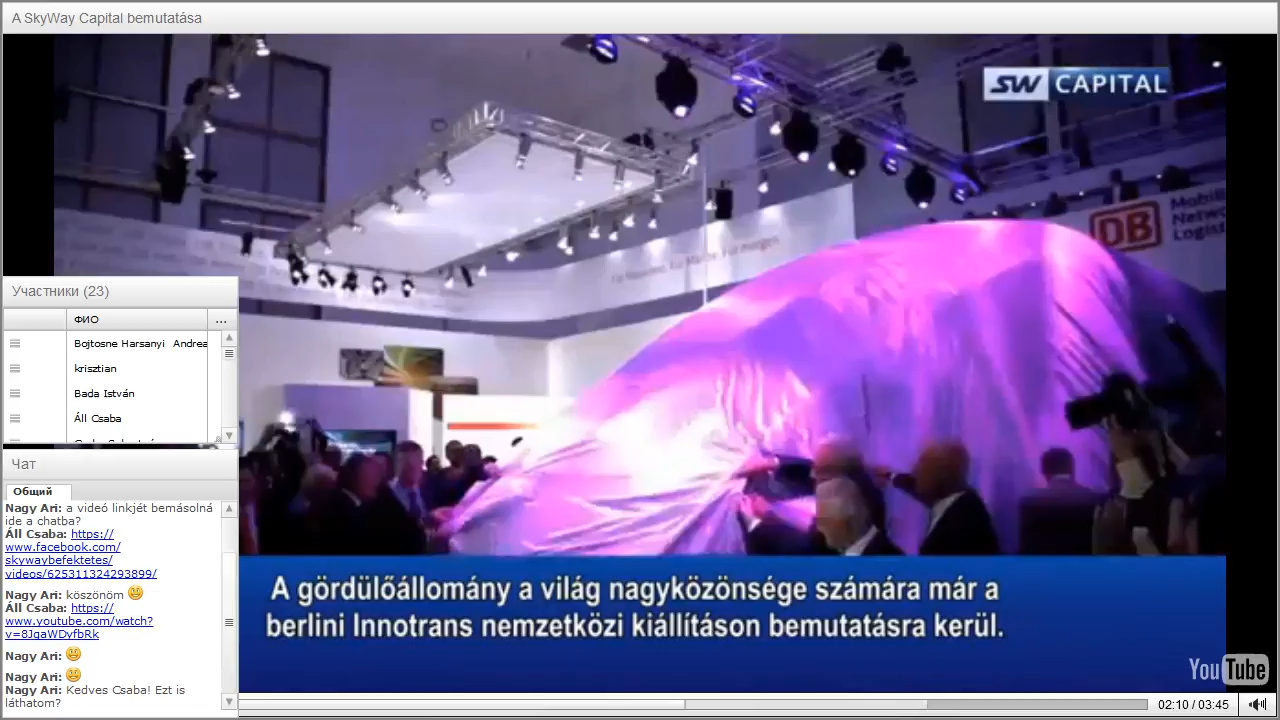 A SkyWay Capital bemutatása
SW CAPITAL
DB
Участники (23)
ФИО
...
Bojtosne Harsanyi Andrea
krisztian
Bada István
Áll Csaba
Чат
Общий
Nagy Ari: a videó linkjét bemásolná
ide a chatba?
Áll Csaba: https://
www.facebook.com/
skywaybefektetes/
videos/625311324293899/
Nagy Ari: köszönöm
Áll Csaba: https://
www.youtube.com/watch?
v=8JgaWDvfbRk
Nagy Ari:
Nagy Ari:
Nagy Ari: Kedves Csaba! Ezt is
láthatom?
A gördülőállomány a világ nagyközönsége számára már a
berlini Innotrans nemzetközi kiállításon bemutatásra kerül.
YouTube
02:10 / 03:45